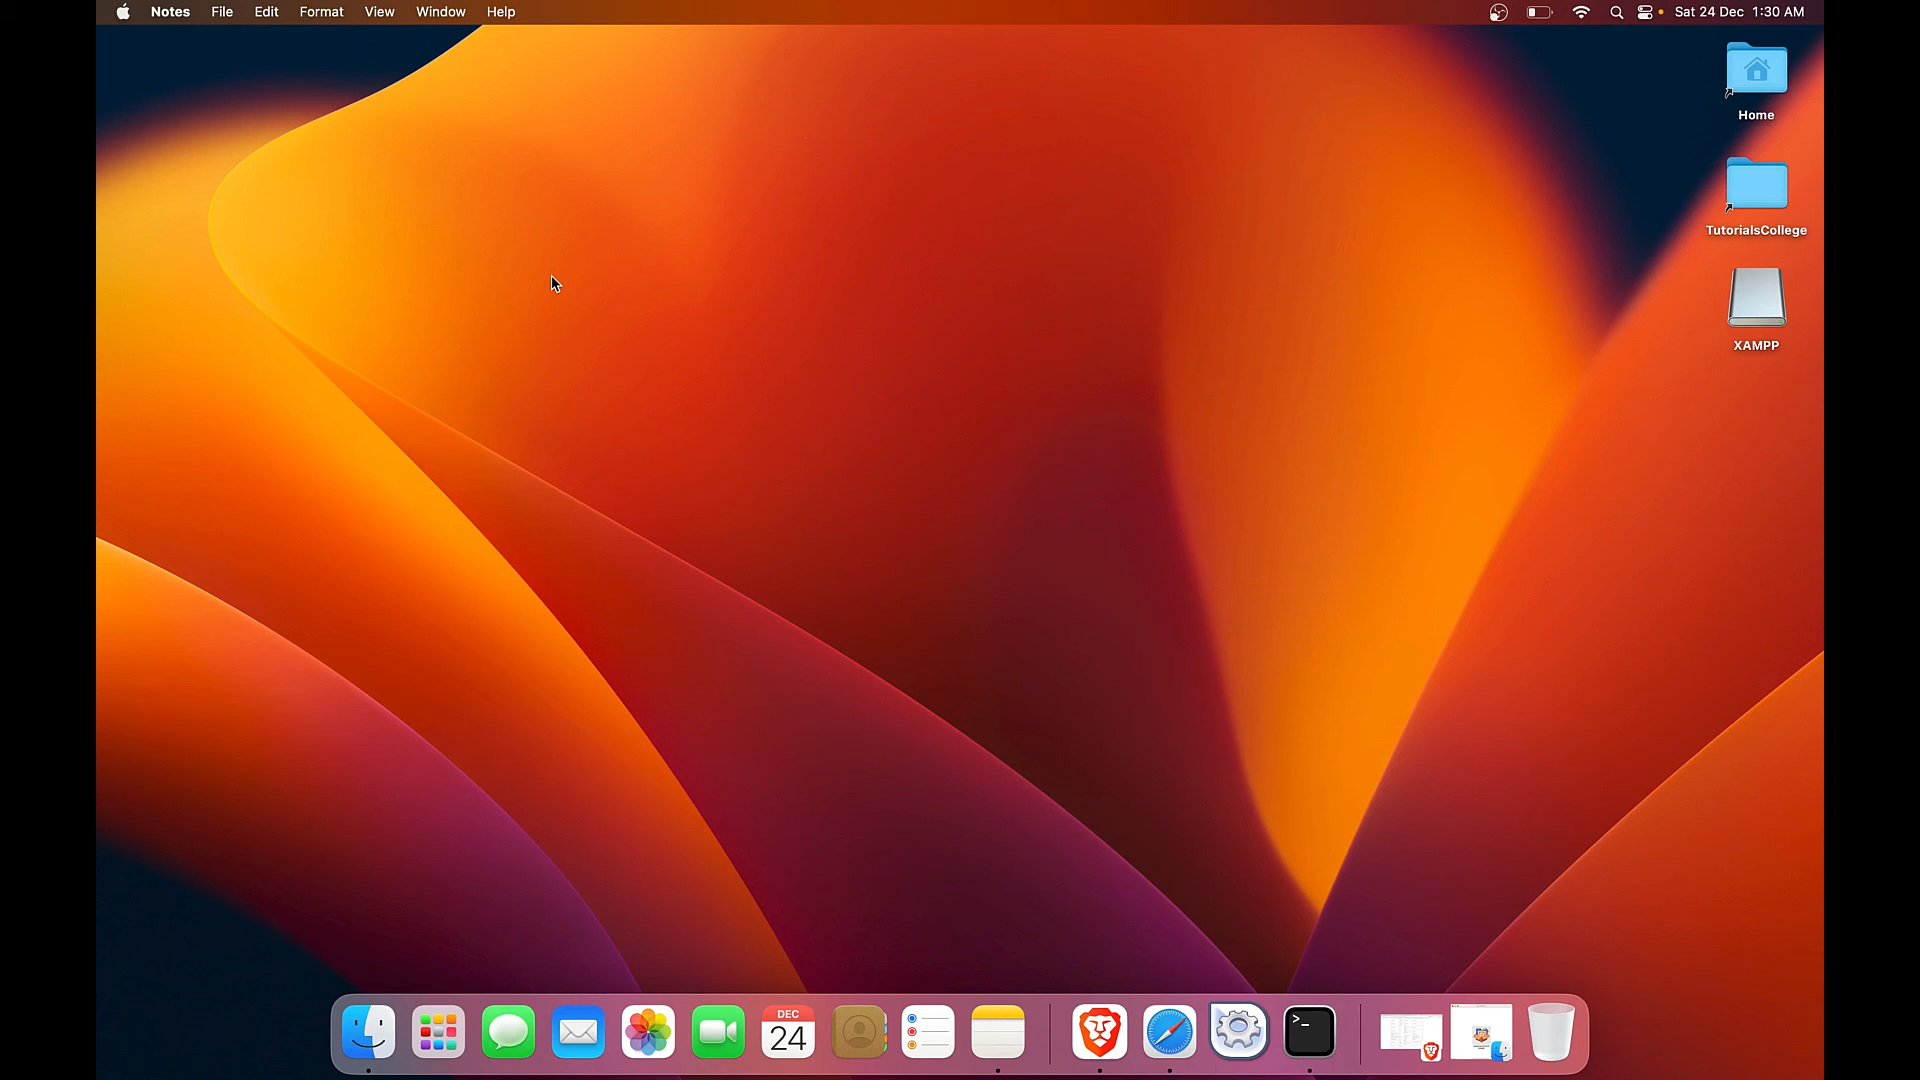 Notes File Edit Format View Window Help Sat 24 Dec 1:30 AM
Home
TutorialsCollege
XAMPP
DEC
24
>_